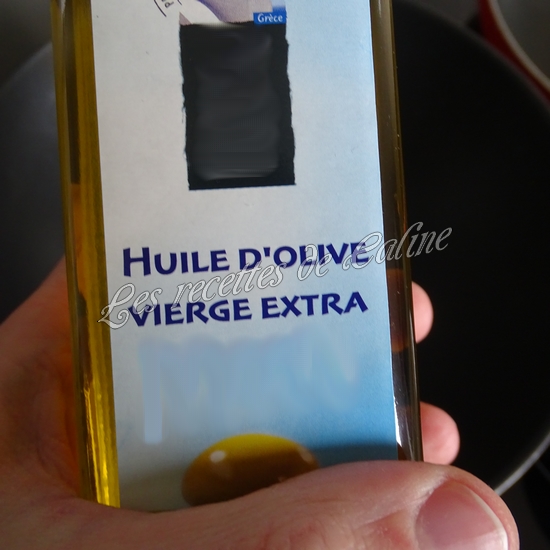 Grèce
HUILE D'OLIVE
Les recettes de Caline
VIERGE EXTRA